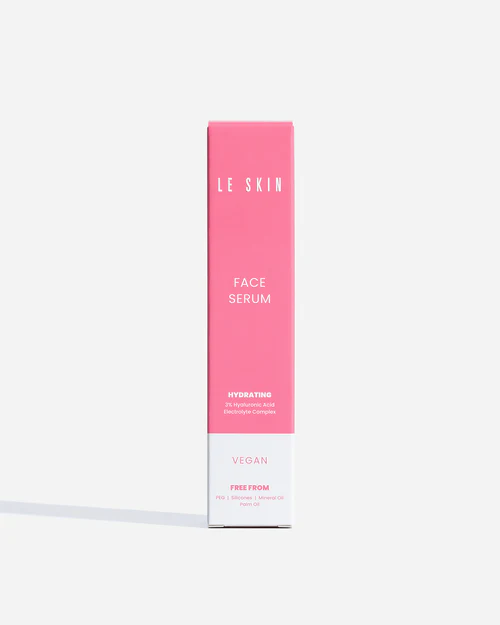 LE SKIN
FACE
SERUM
HYDRATING
2% Hyaluronic Acid
Electrolyte Complex
VEGAN
FREE FROM
PEG | Silicones | Mineral Oil
Palm Oil